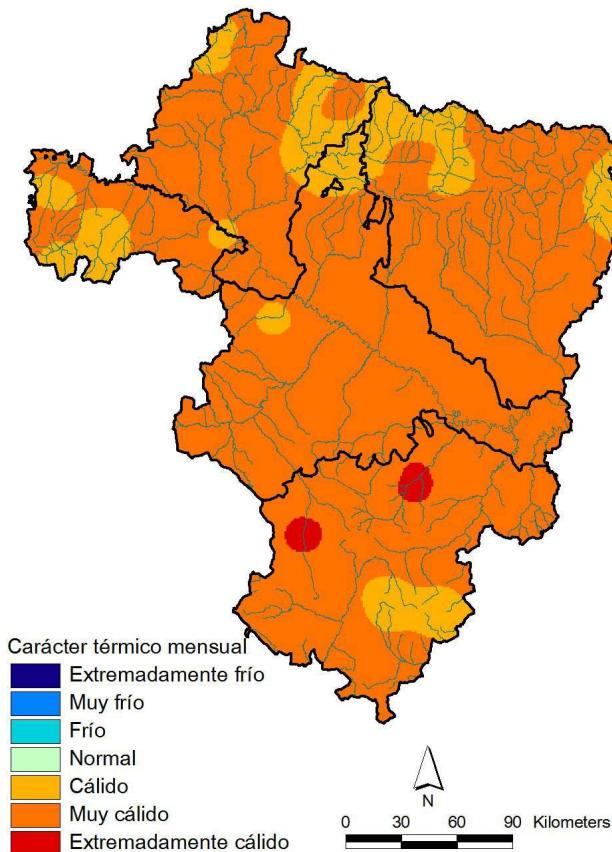 Carácter térmico mensual
Extremadamente frío
Muy frío
Frío
Normal
Cálido
Muy cálido
Extremadamente cálido
N
0 30 60 90 Kilometers